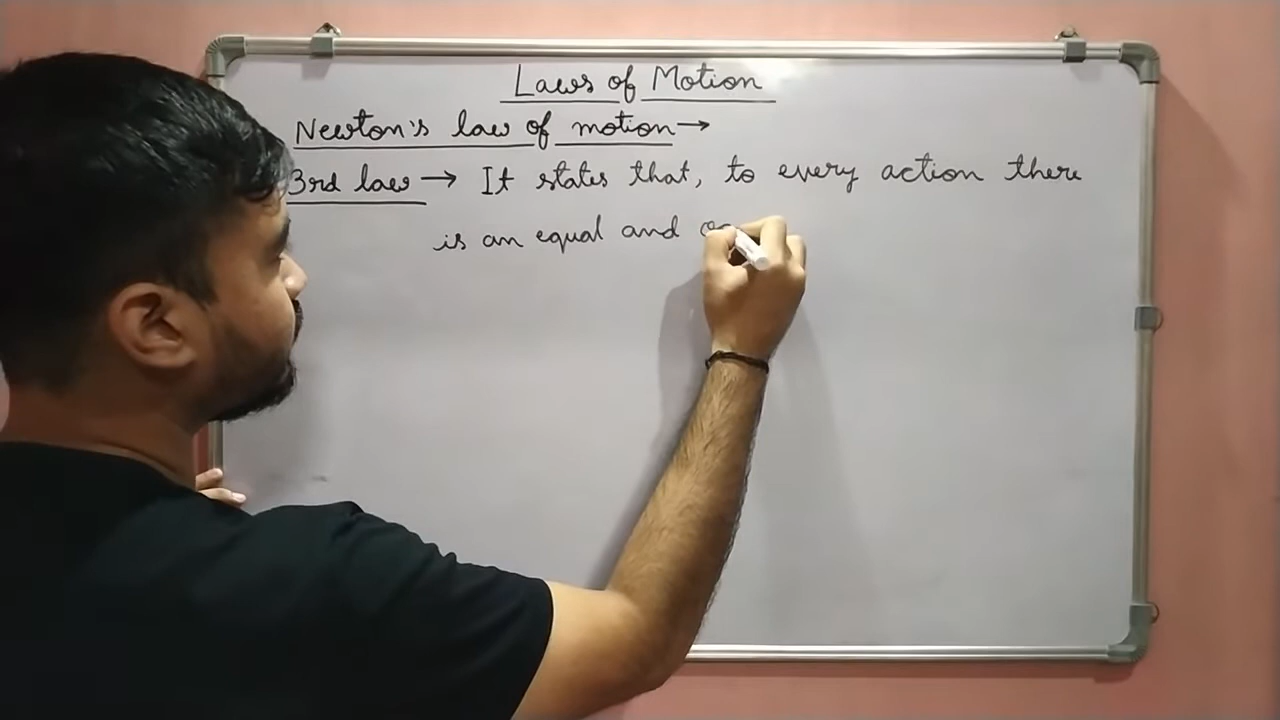 Laws of Motion
Newton's law of motion→
3rd law → It states that, to every action there
is an equal and